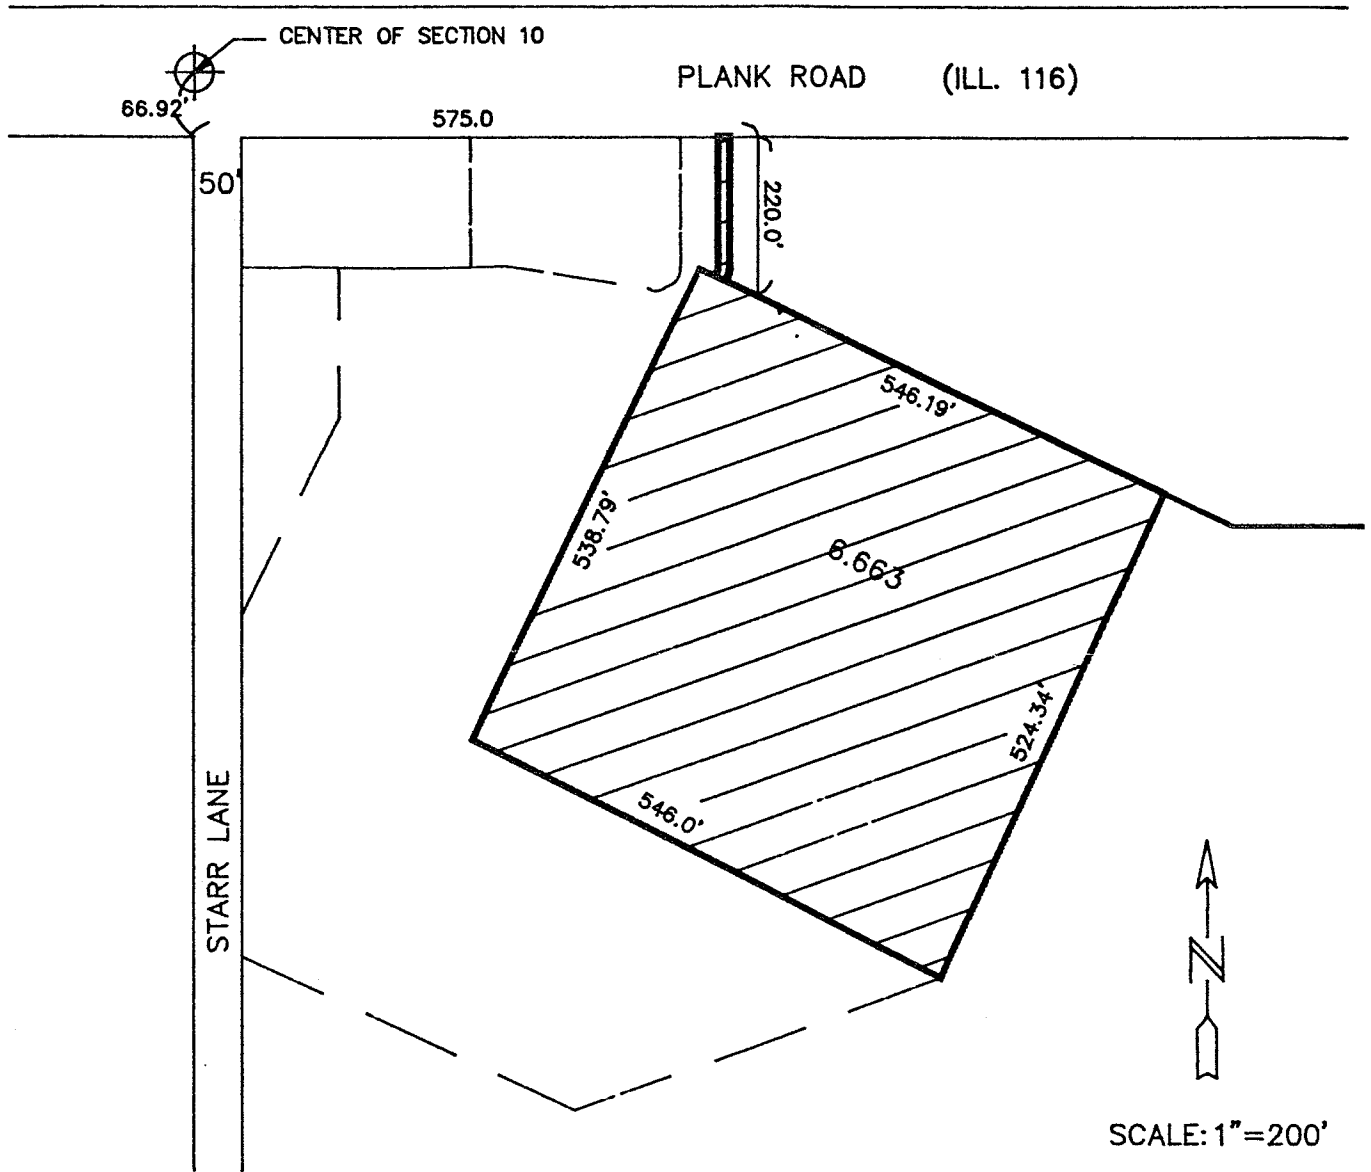 CENTER OF SECTION 10
PLANK ROAD (ILL. 116)
66.92'
575.0
50'
220.0'
546.19'
538.79'
6.663
524.34'
546.0'
STARR LANE
N
SCALE: 1"=200'